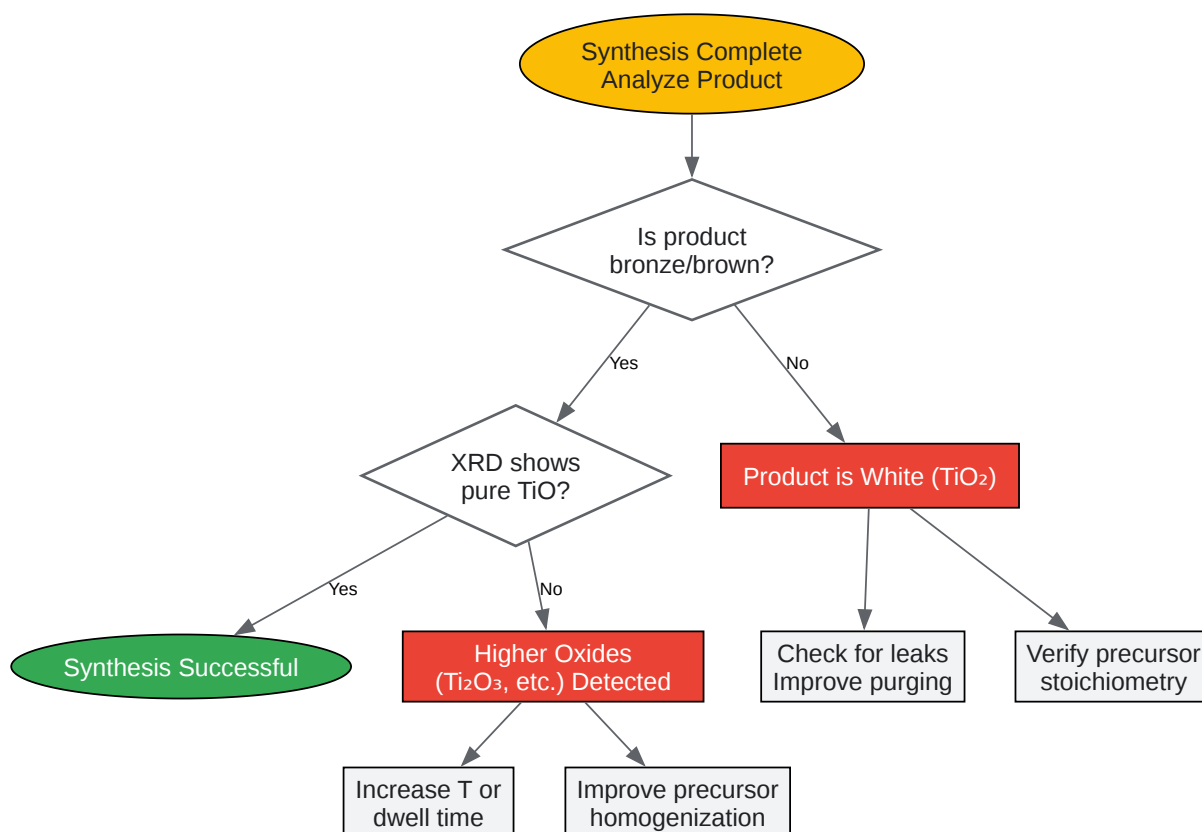 Synthesis Complete
Analyze Product
Is product
bronze/brown?
Yes
No
XRD shows
pure TiO?
Product is White (TiO₂)
Yes
No
Synthesis Successful
Higher Oxides
(Ti₂O₃, etc.) Detected
Check for leaks
Improve purging
Verify precursor
stoichiometry
Increase T or
dwell time
Improve precursor
homogenization